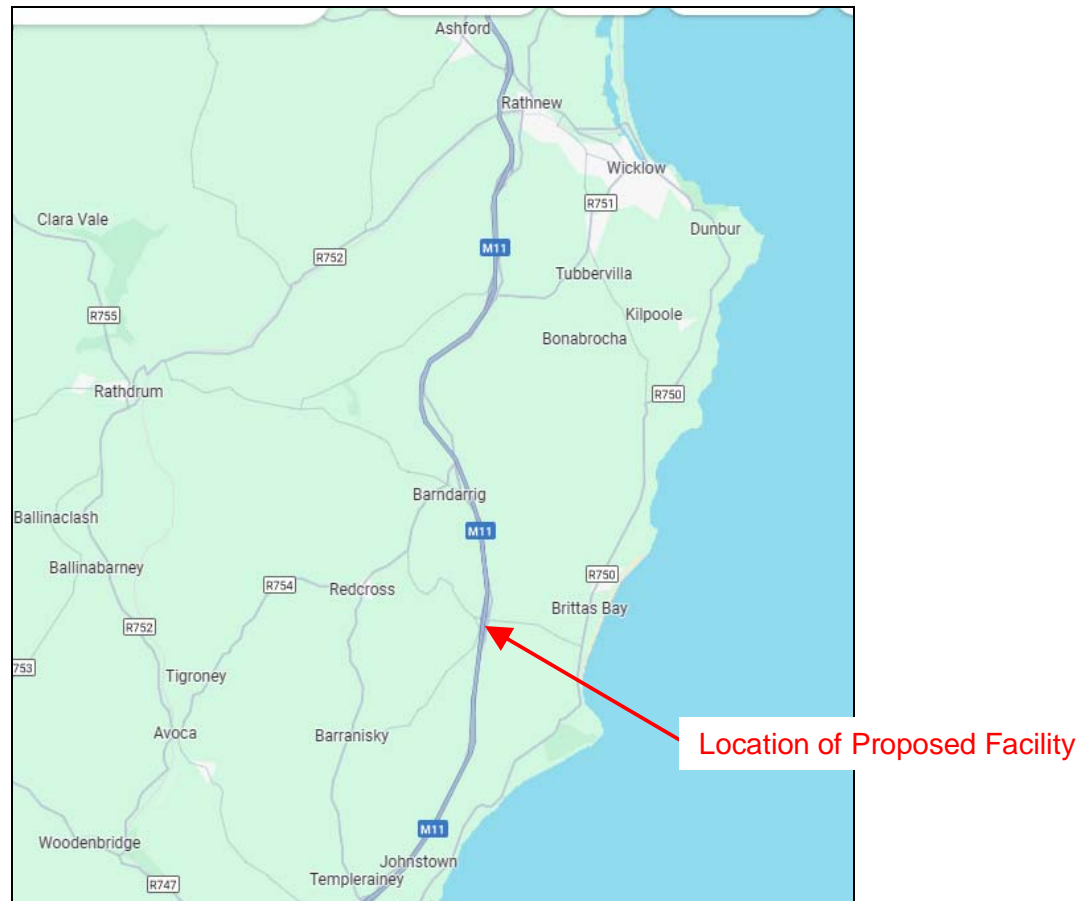 Ashford
Rathnew
Wicklow
R751
Clara Vale
Dunbur
M11
R752
Tubbervilla
R755
Kilpoole
Bonabrocha
Rathdrum
R750
Barndarrig
Ballinaclash
M11
Ballinabarney
R754
Redcross
R750
Brittas Bay
R752
753
Tigroney
Avoca
Barranisky
Location of Proposed Facility
M11
Woodenbridge
Johnstown
Templerainey
R747